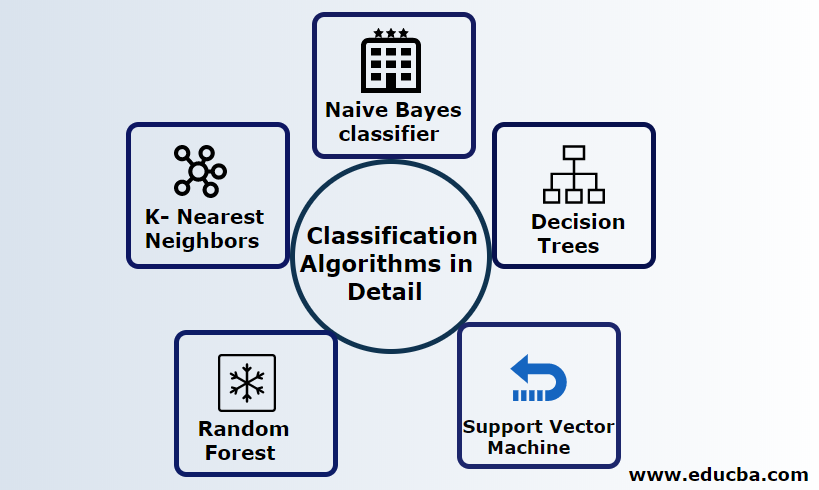 Naive Bayes
classifier
K- Nearest
Neighbors
Decision
Trees
Classification
Algorithms in
Detail
Random
Forest
Support Vector
Machine
www.educba.com